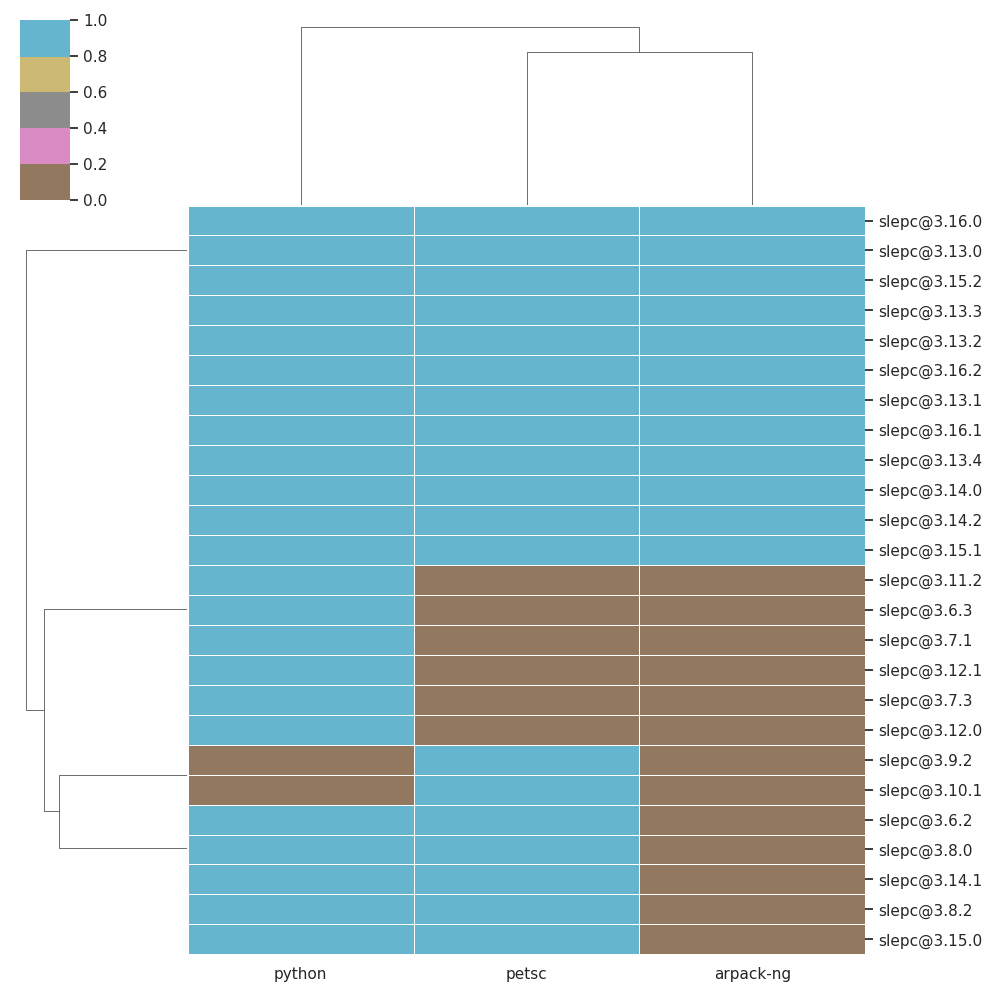 1.0
0.8
0.6
0.4
0.2
0.0
slepc@3.16.0
slepc@3.13.0
slepc@3.15.2
slepc@3.13.3
slepc@3.13.2
slepc@3.16.2
slepc@3.13.1
slepc@3.16.1
slepc@3.13.4
slepc@3.14.0
slepc@3.14.2
slepc@3.15.1
slepc@3.11.2
slepc@3.6.3
slepc@3.7.1
slepc@3.12.1
slepc@3.7.3
slepc@3.12.0
slepc@3.9.2
slepc@3.10.1
slepc@3.6.2
slepc@3.8.0
slepc@3.14.1
slepc@3.8.2
slepc@3.15.0
python petsc arpack-ng